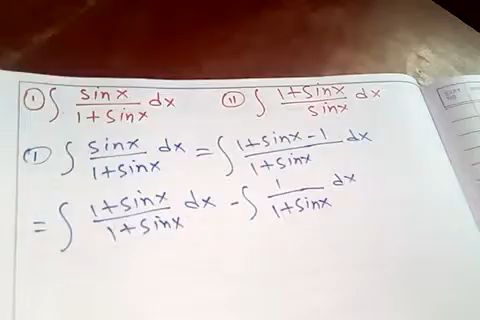 (i) ∫ sinx/(1+sinx) dx (ii) ∫ (1+sinx)/sinx dx
(i) ∫ sinx/(1+sinx) dx = ∫ (1+sinx-1)/(1+sinx) dx
= ∫ (1+sinx)/(1+sinx) dx - ∫ 1/(1+sinx) dx